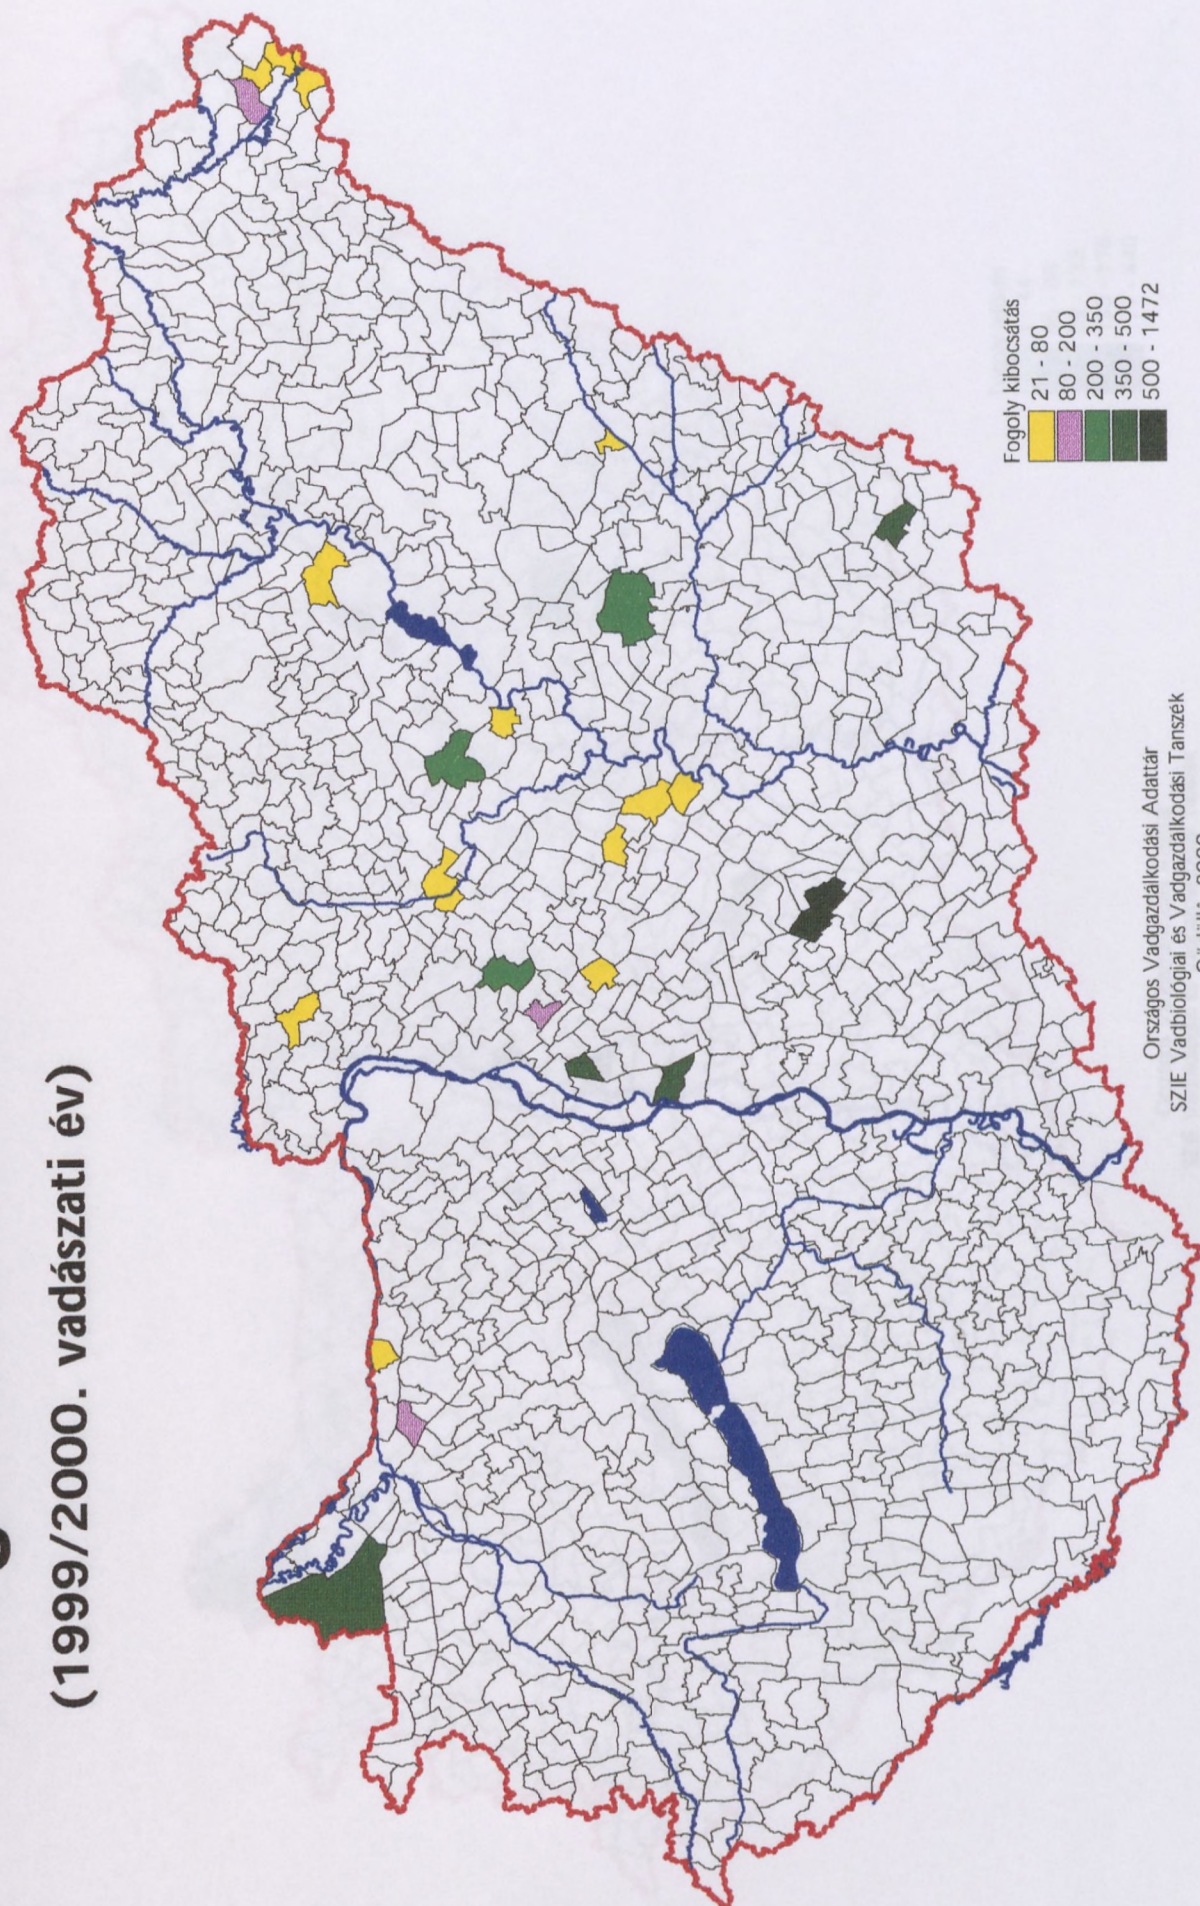 (1999/2000. vadászati év)
Fogoly kibocsátás
21 - 80
80 - 200
200 - 350
350 - 500
500 - 1472
Országos Vadgazdálkodási Adattár
SZIE Vadbiológiai és Vadgazdálkodási Tanszék